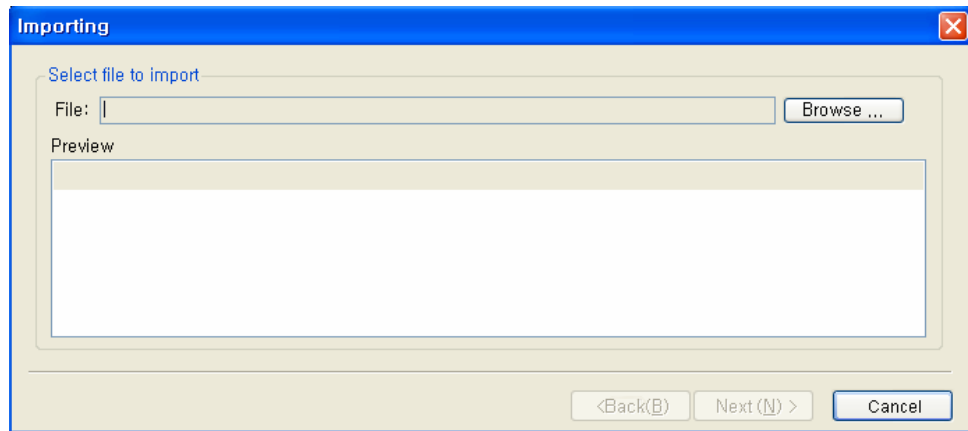 Importing
Select file to import
File:
Browse ...
Preview
<Back(B)
Next (N) >
Cancel